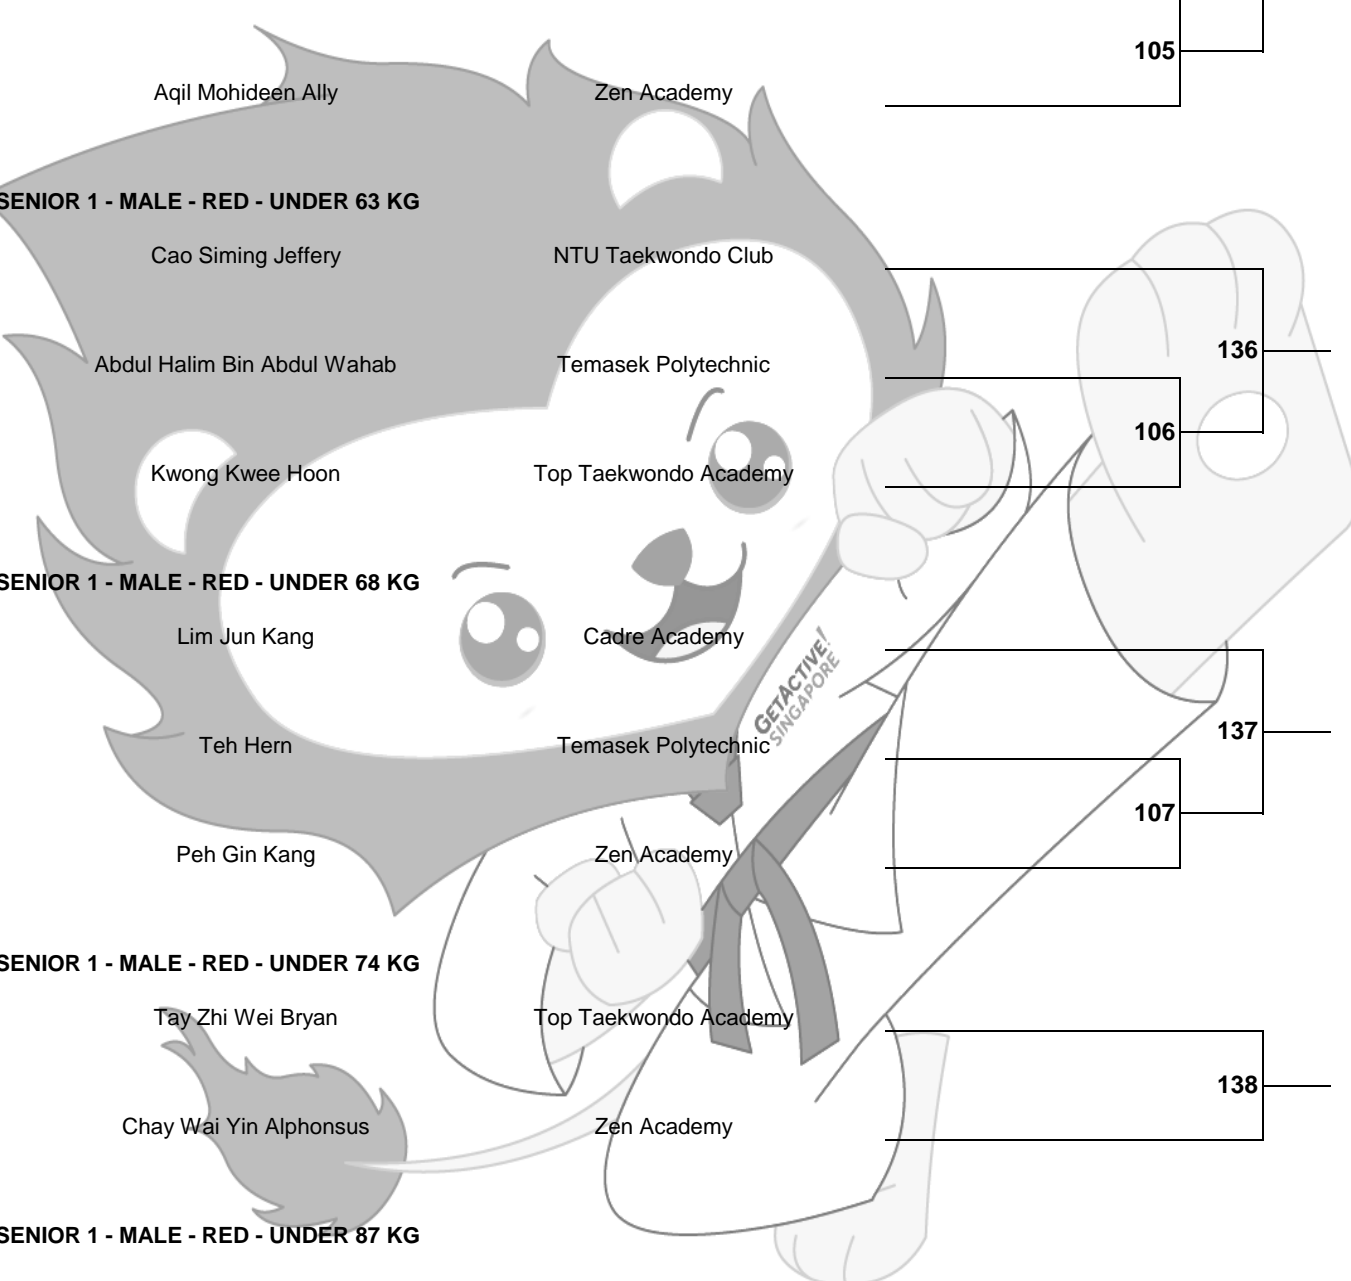 105
Aqil Mohideen Ally Zen Academy
SENIOR 1 - MALE - RED - UNDER 63 KG
Cao Siming Jeffery NTU Taekwondo Club
136
Abdul Halim Bin Abdul Wahab Temasek Polytechnic
106
Kwong Kwee Hoon Top Taekwondo Academy
SENIOR 1 - MALE - RED - UNDER 68 KG
Lim Jun Kang Cadre Academy
GETACTIVE!
SINGAPORE
137
Teh Hern Temasek Polytechnic
107
Peh Gin Kang Zen Academy
SENIOR 1 - MALE - RED - UNDER 74 KG
Tay Zhi Wei Bryan Top Taekwondo Academy
138
Chay Wai Yin Alphonsus Zen Academy
SENIOR 1 - MALE - RED - UNDER 87 KG